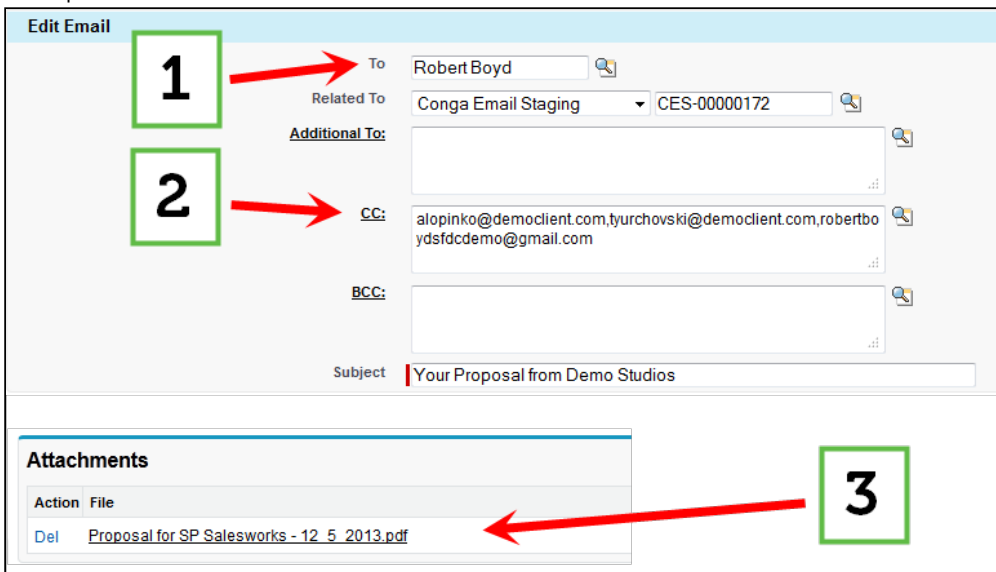 Edit Email
1
To Robert Boyd
Related To Conga Email Staging CES-00000172
Additional To:
2
CC: alopinko@democlient.com,tyurchovski@democlient.com,robertbo
ydsfdcdemo@gmail.com
BCC:
Subject Your Proposal from Demo Studios
Attachments
3
Action File
Del Proposal for SP Salesworks - 12_5_2013.pdf